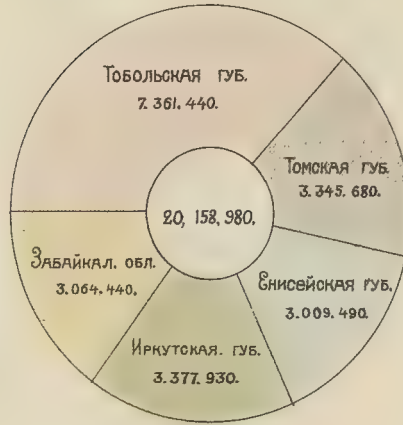 ТОБОЛЬСКАЯ ГУБ.
7.361.440.
ТОМСКАЯ ГУБ.
3.345.680.
20,158,980.
ЗАБАЙКАЛ. ОБЛ.
3.064.440.
ЕНИСЕЙСКАЯ ГУБ.
3.009.490.
ИРКУТСКАЯ. ГУБ.
3.377.930.